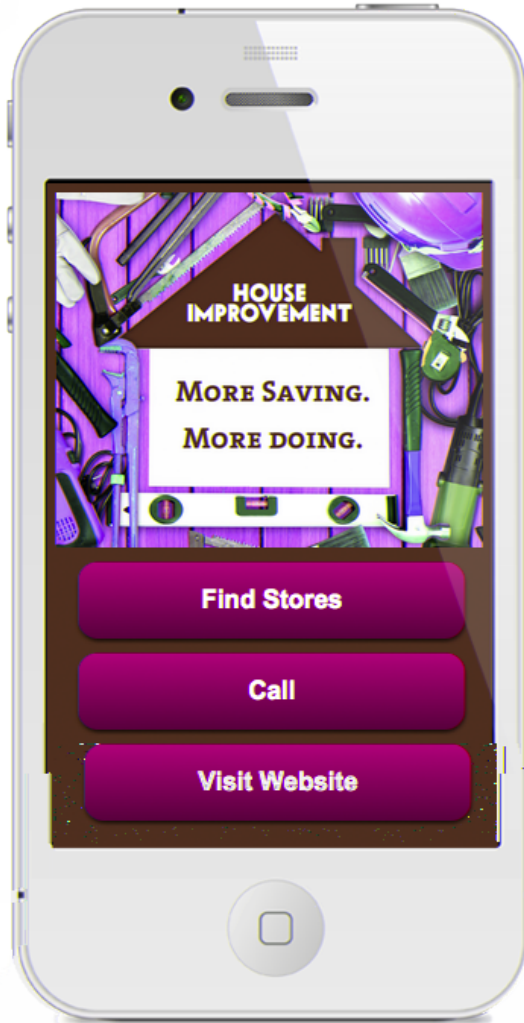 HOUSE
IMPROVEMENT
More Saving.
More doing.
Find Stores
Call
Visit Website